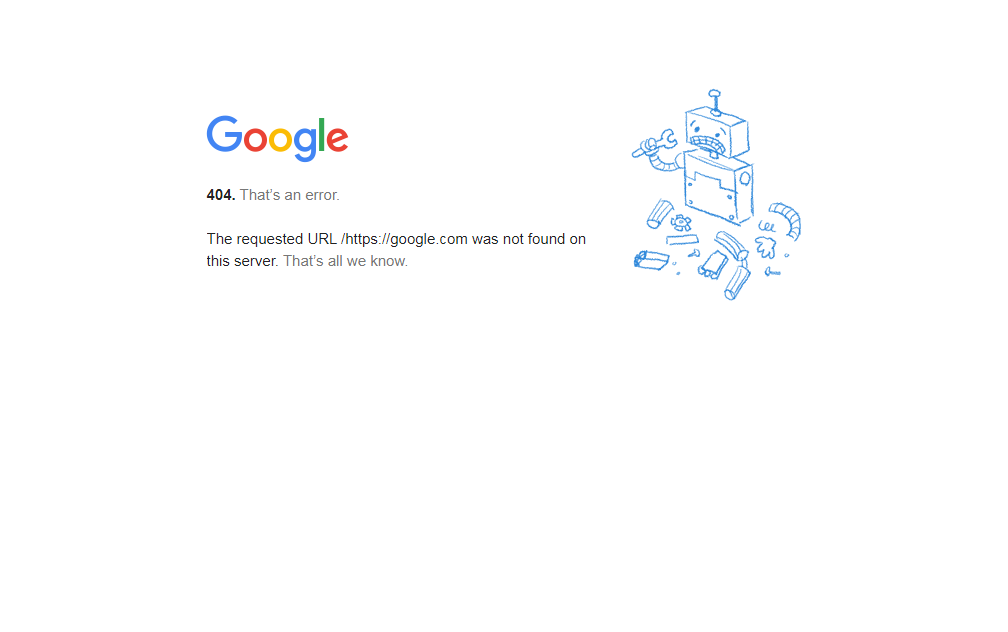 Google
404. That’s an error.
The requested URL /https://google.com was not found on
this server. That’s all we know.